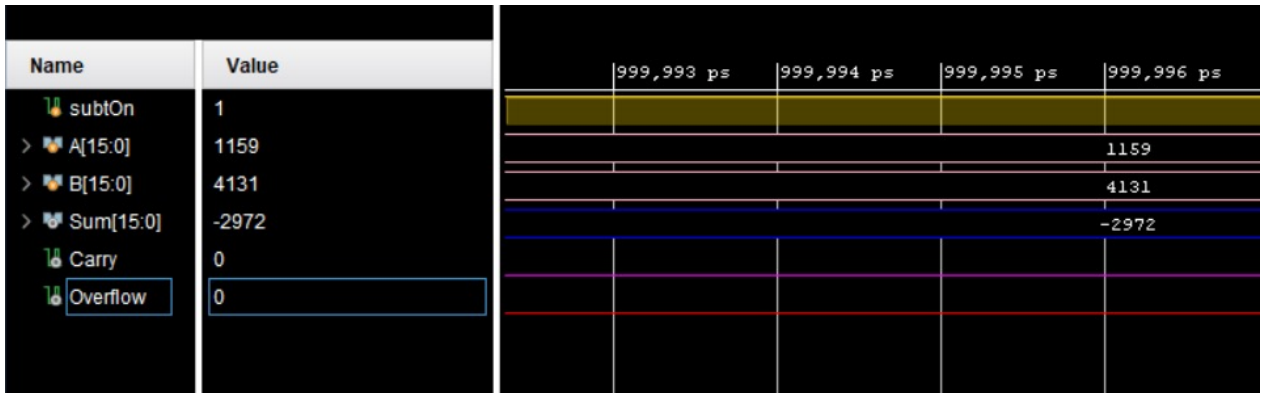 Name Value 999,993 ps 999,994 ps 999,995 ps 999,996 ps
subtOn 1
A[15:0] 1159 1159
B[15:0] 4131 4131
Sum[15:0] -2972 -2972
Carry 0
Overflow 0